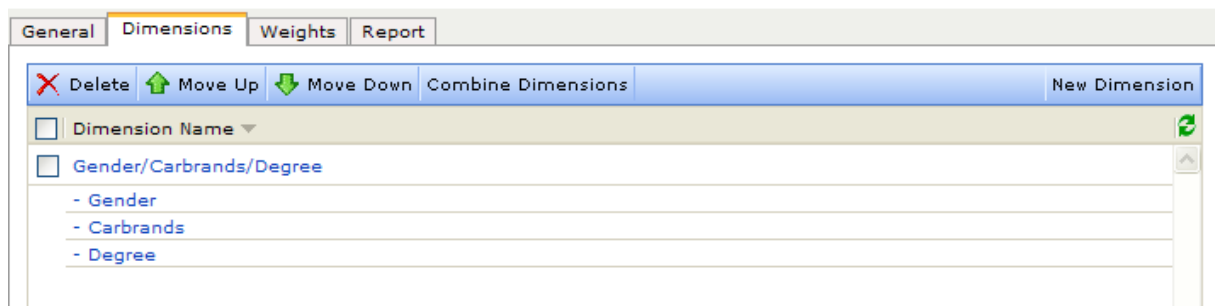 General Dimensions Weights Report
Delete Move Up Move Down Combine Dimensions New Dimension
Dimension Name
Gender/Carbrands/Degree
- Gender
- Carbrands
- Degree